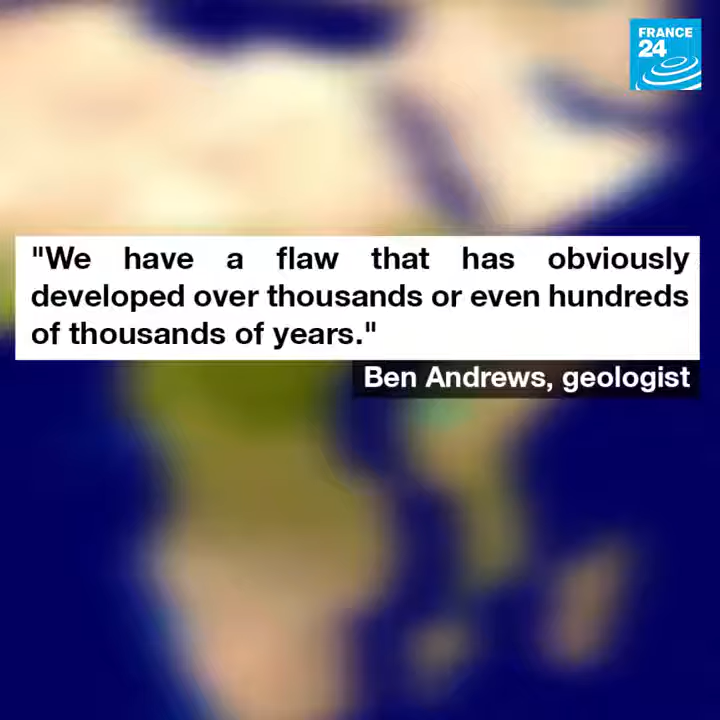 FRANCE
24
"We have a flaw that has obviously
developed over thousands or even hundreds
of thousands of years."
Ben Andrews, geologist